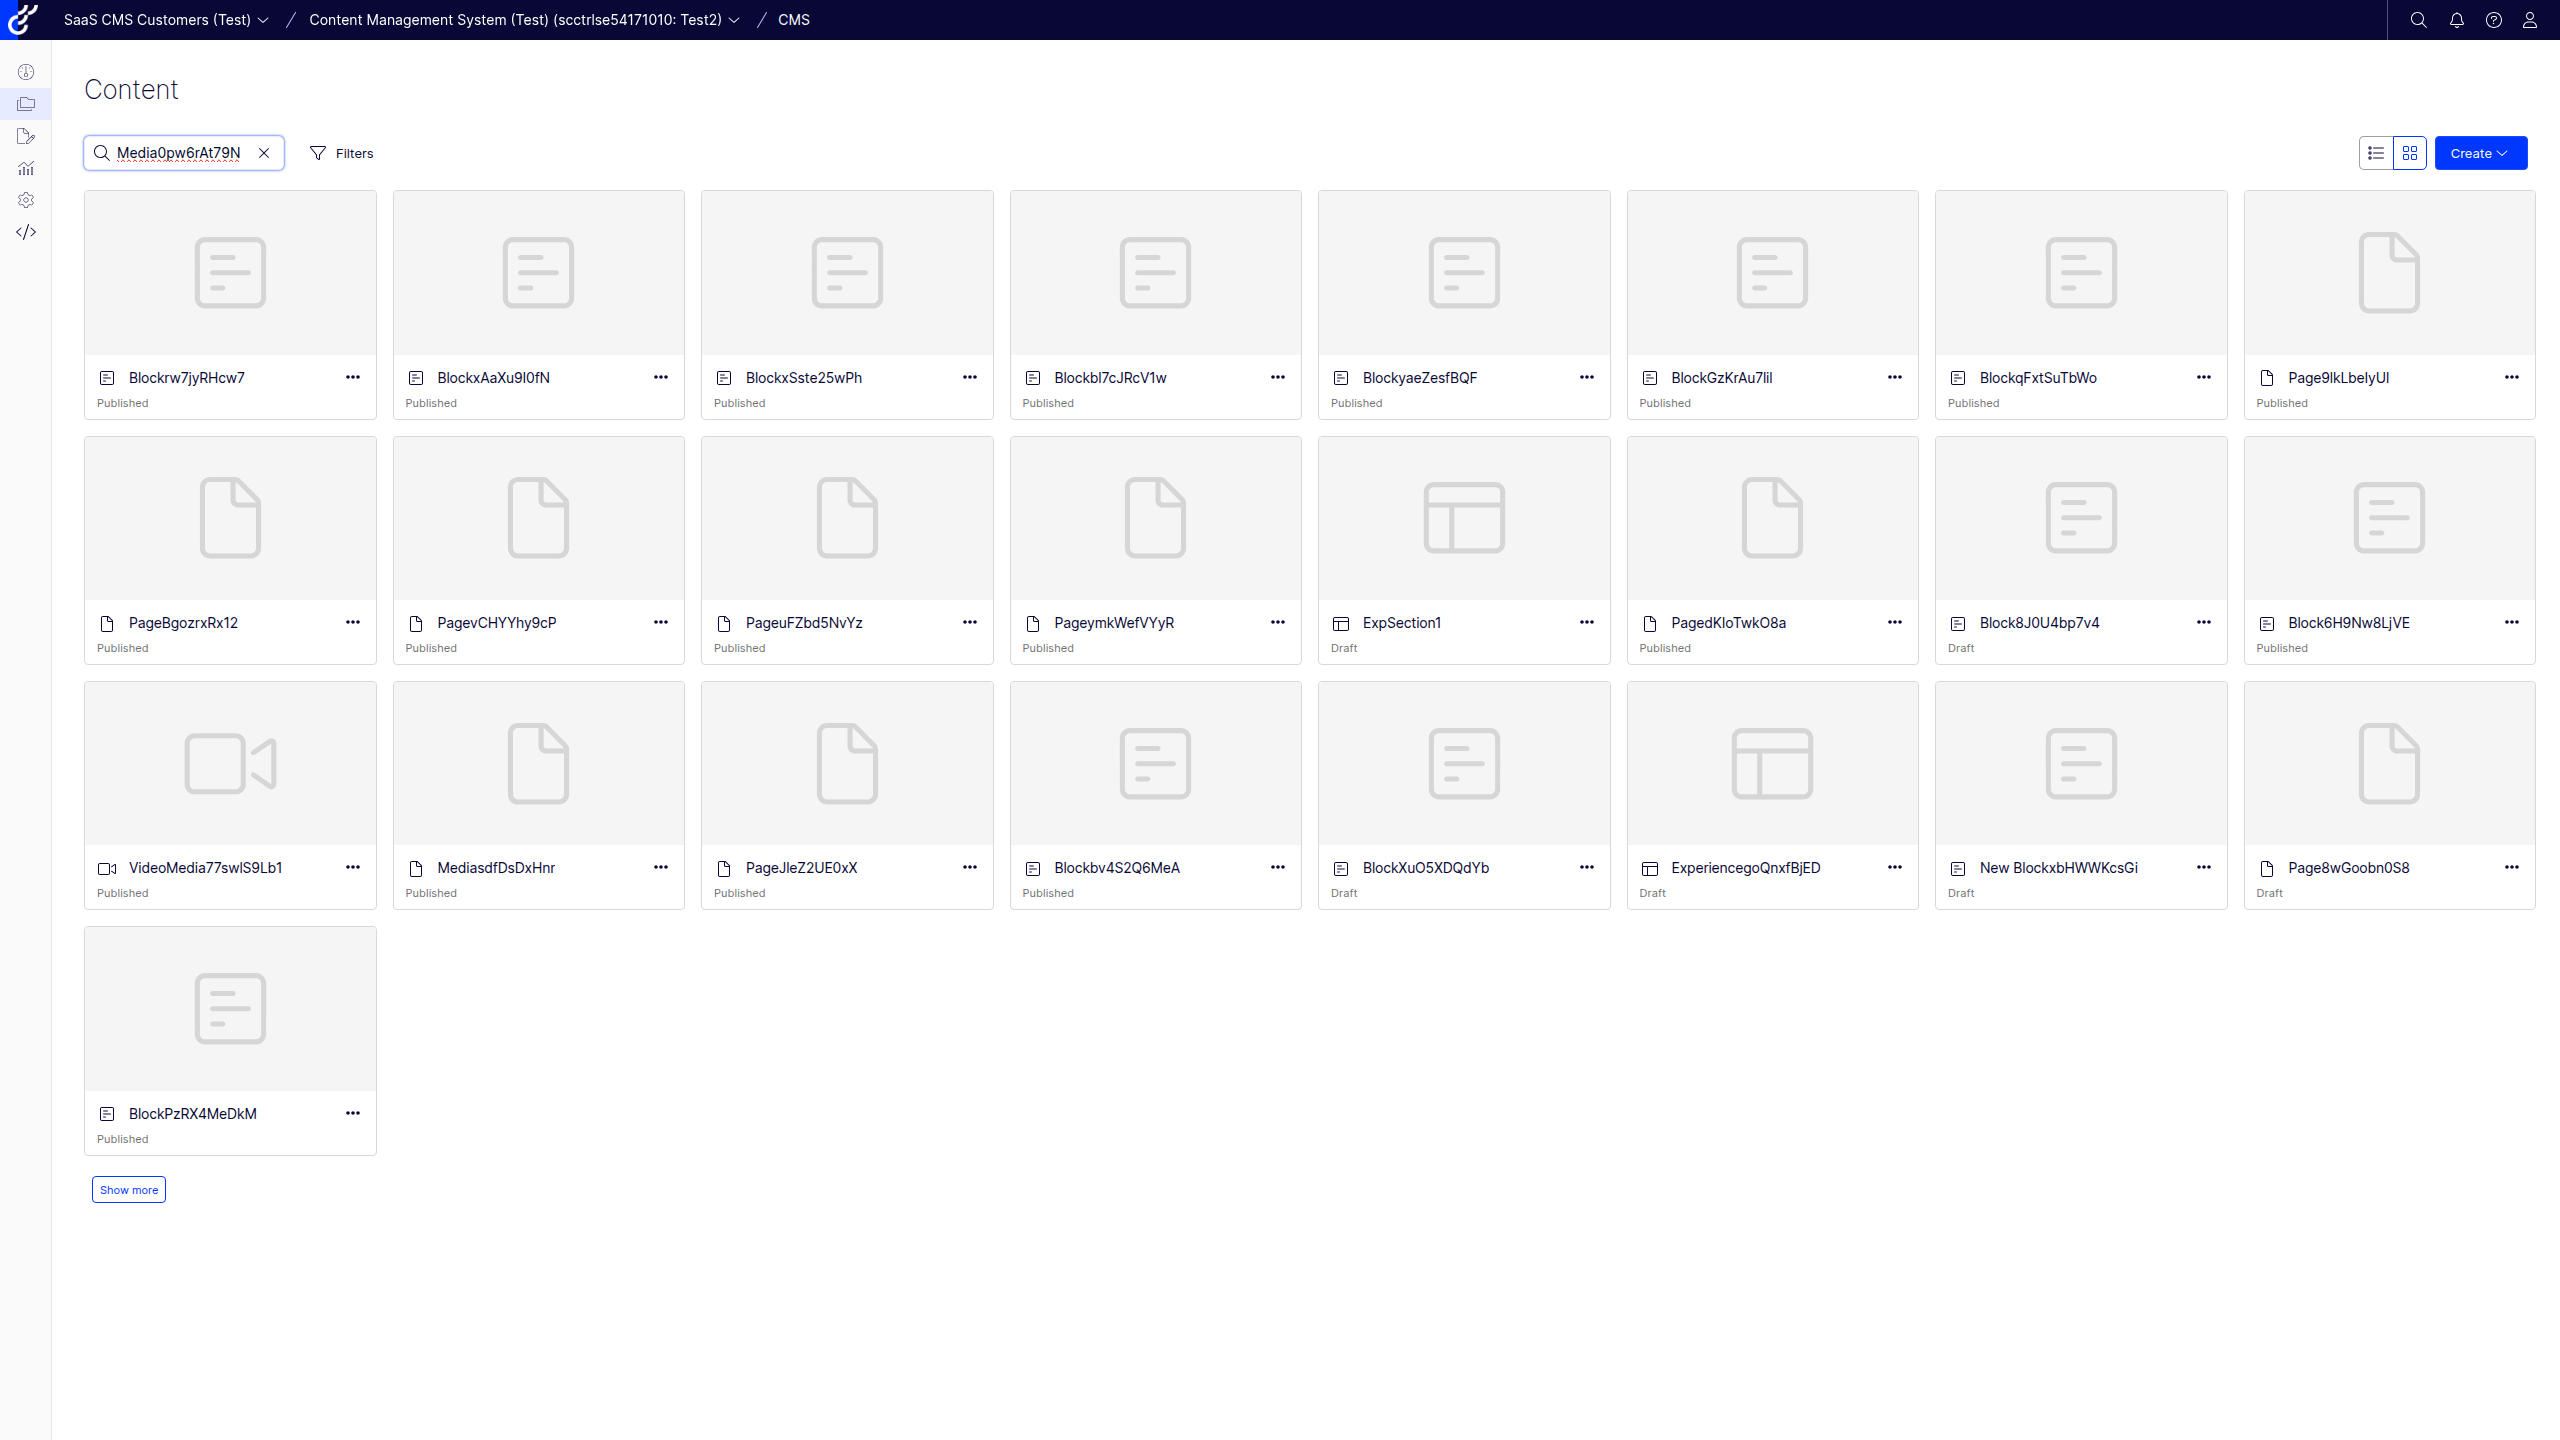 SaaS CMS Customers (Test) / Content Management System (Test) (scctrlse54171010: Test2) / CMS
Content
Media0pw6rAt79N Filters Create
Blockrw7jyRHcw7 BlockxAaXu9l0fN BlockxSste25wPh Blockbl7cJRcV1w BlockyaeZesfBQF BlockGzKrAu7lil BlockqFxtSuTbWo Page9lkLbelyUl
Published Published Published Published Published Published Published Published
PageBgozrxRx12 PagevCHYYhy9cP PageuFZbd5NvYz PageymkWefVYyR ExpSection1 PagedKloTwkO8a Block8J0U4bp7v4 Block6H9Nw8LjVE
Published Published Published Published Draft Published Draft Published
VideoMedia77swlS9Lb1 MediasdfDsDxHnr PageJleZ2UE0xX Blockbv4S2Q6MeA BlockXuO5XDQdYb ExperiencegoQnxfBjED New BlockxbHWWKcsGi Page8wGoobn0S8
Published Published Published Published Draft Draft Draft Draft
BlockPzRX4MeDkM
Published
Show more